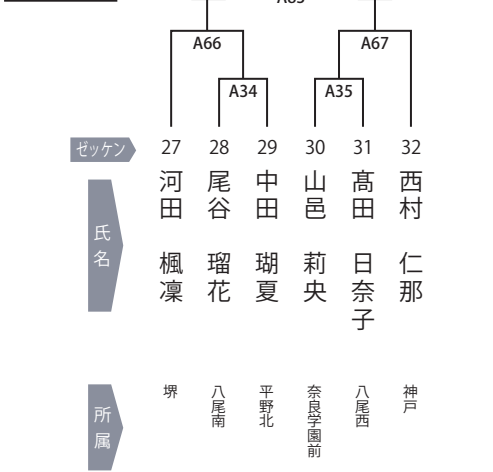 A66
A67
A34
A35
ゼッケン 27 28 29 30 31 32
氏名
河田 楓凜
尾谷 瑠花
中田 瑚夏
山邑 莉央
髙田 日奈子
西村 仁那
所属
堺
八尾南
平野北
奈良学園前
八尾西
神戸